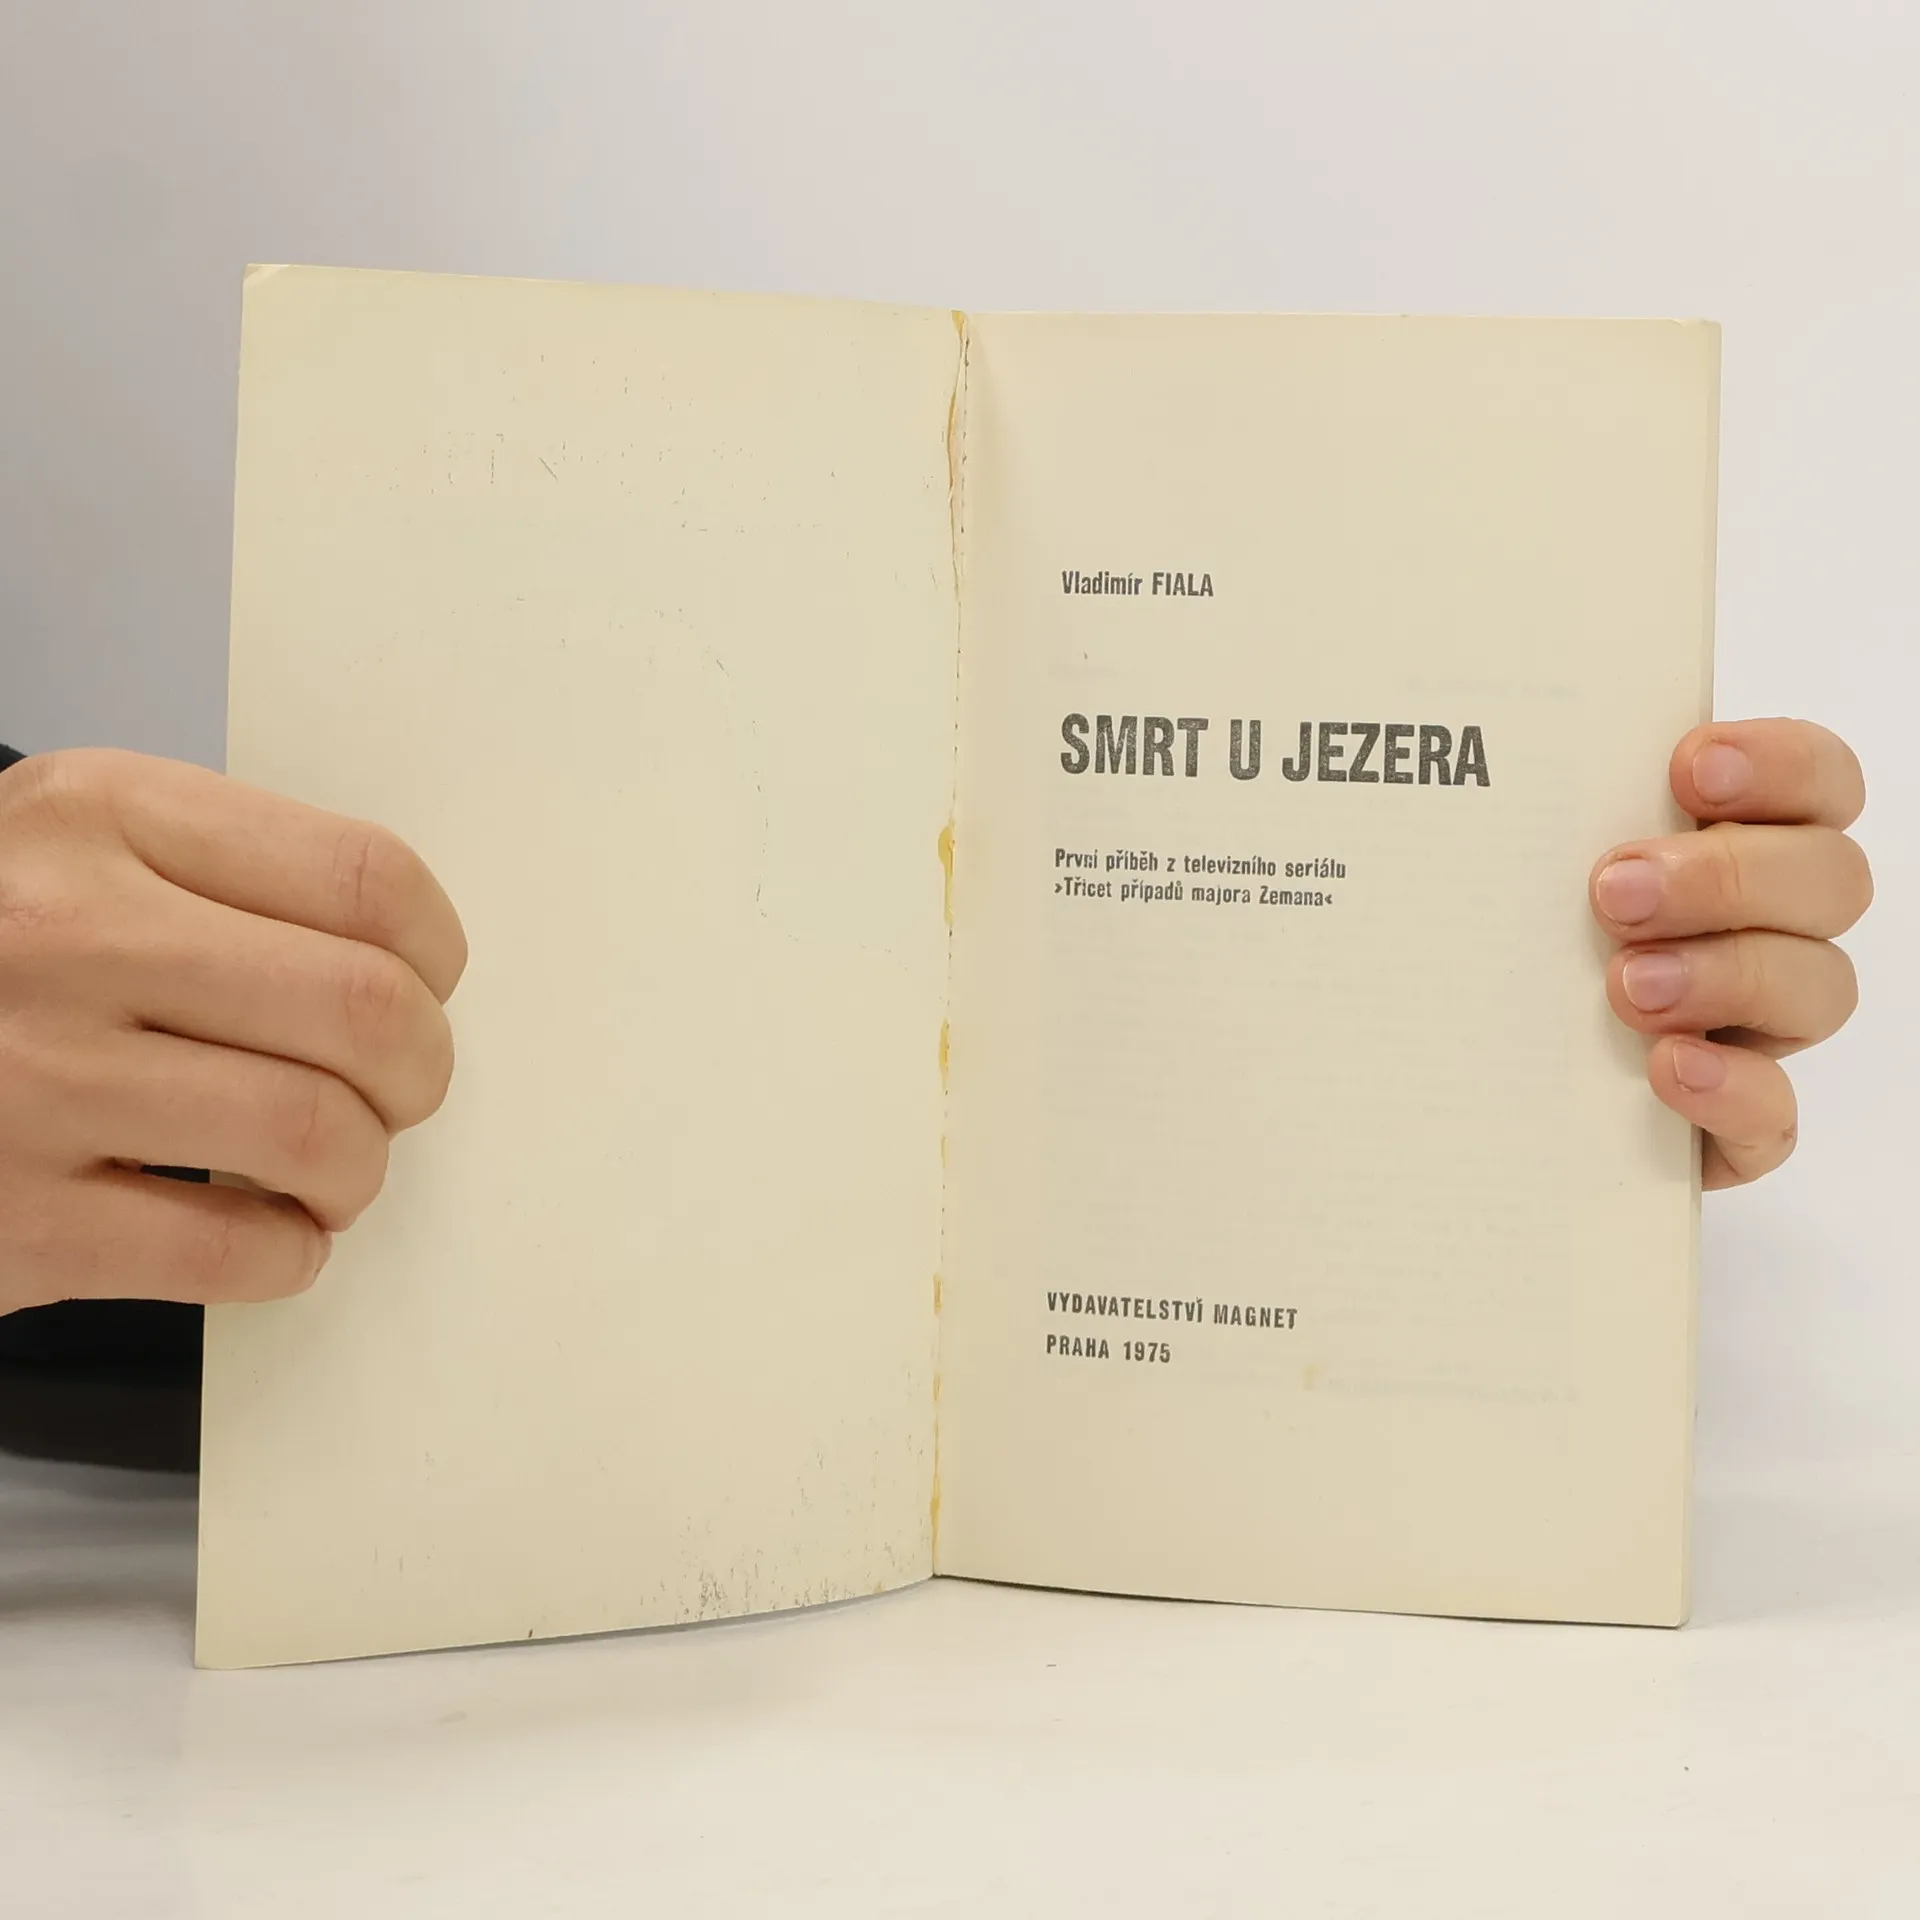 Vladimír FIALA
SMRT U JEZERA
První příběh z televizního seriálu
›Třicet případů majora Zemana‹
VYDAVATELSTVÍ MAGNET
PRAHA 1975